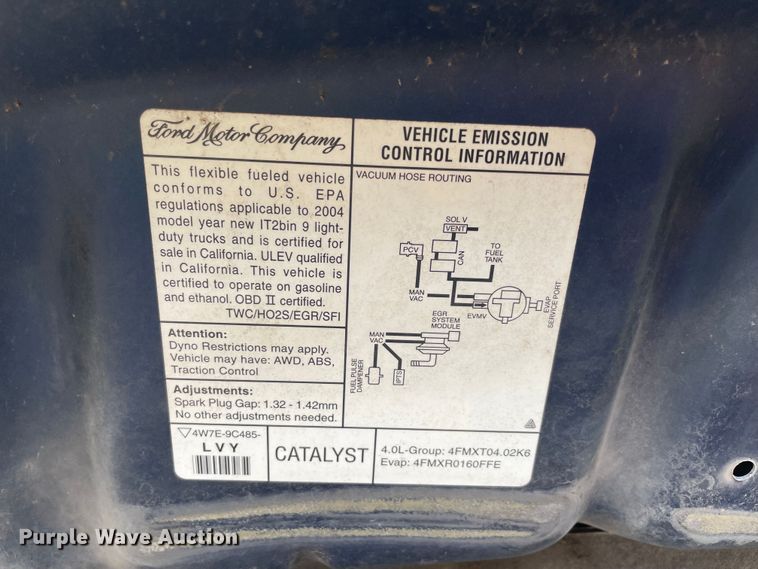 Ford Motor Company
VEHICLE EMISSION
CONTROL INFORMATION
This flexible fueled vehicle
conforms to U.S. EPA
regulations applicable to 2004
model year new IT2bin 9 light-
duty trucks and is certified for
sale in California. ULEV qualified
in California. This vehicle is
certified to operate on gasoline
and ethanol. OBD II certified.
TWC/HO2S/EGR/SFI
Attention:
Dyno Restrictions may apply.
Vehicle may have: AWD, ABS,
Traction Control
Adjustments:
Spark Plug Gap: 1.32 - 1.42mm
No other adjustments needed.
VACUUM HOSE ROUTING
SOL V
VENT
PCV
CAN
TO
FUEL
TANK
MAN
VAC
EVMV
EVAP
SERVICE PORT
EGR
SYSTEM
MODULE
MAN
VAC
FUEL PULSE
DAMPENER
IPTS
4W7E-9C485-
LVY
CATALYST
4.0L-Group: 4FMXT04.02K6
Evap: 4FMXR0160FFE
Purple Wave Auction